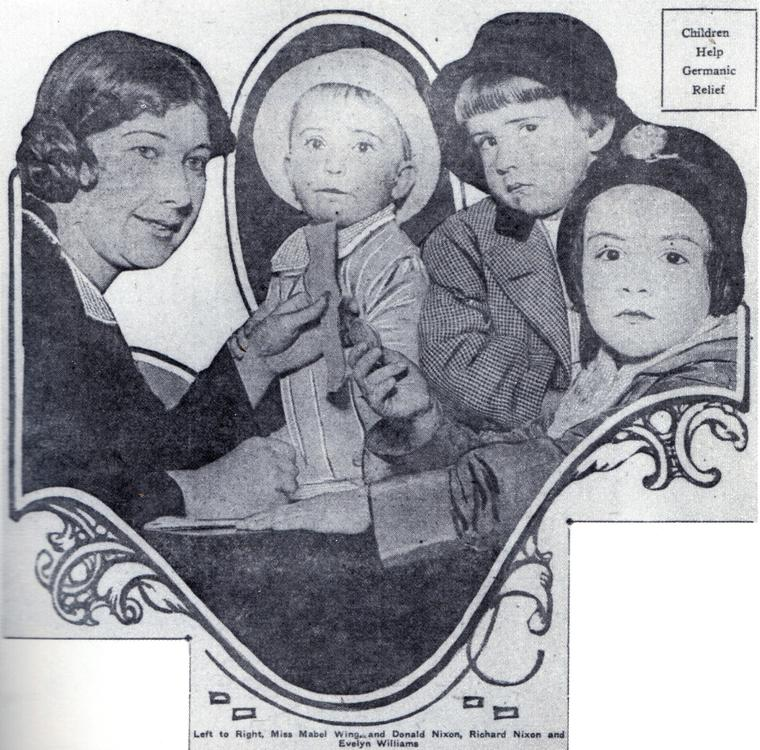 Children
Help
Germanic
Relief
Left to Right, Miss Mabel Wing, and Donald Nixon, Richard Nixon and
Evelyn Williams